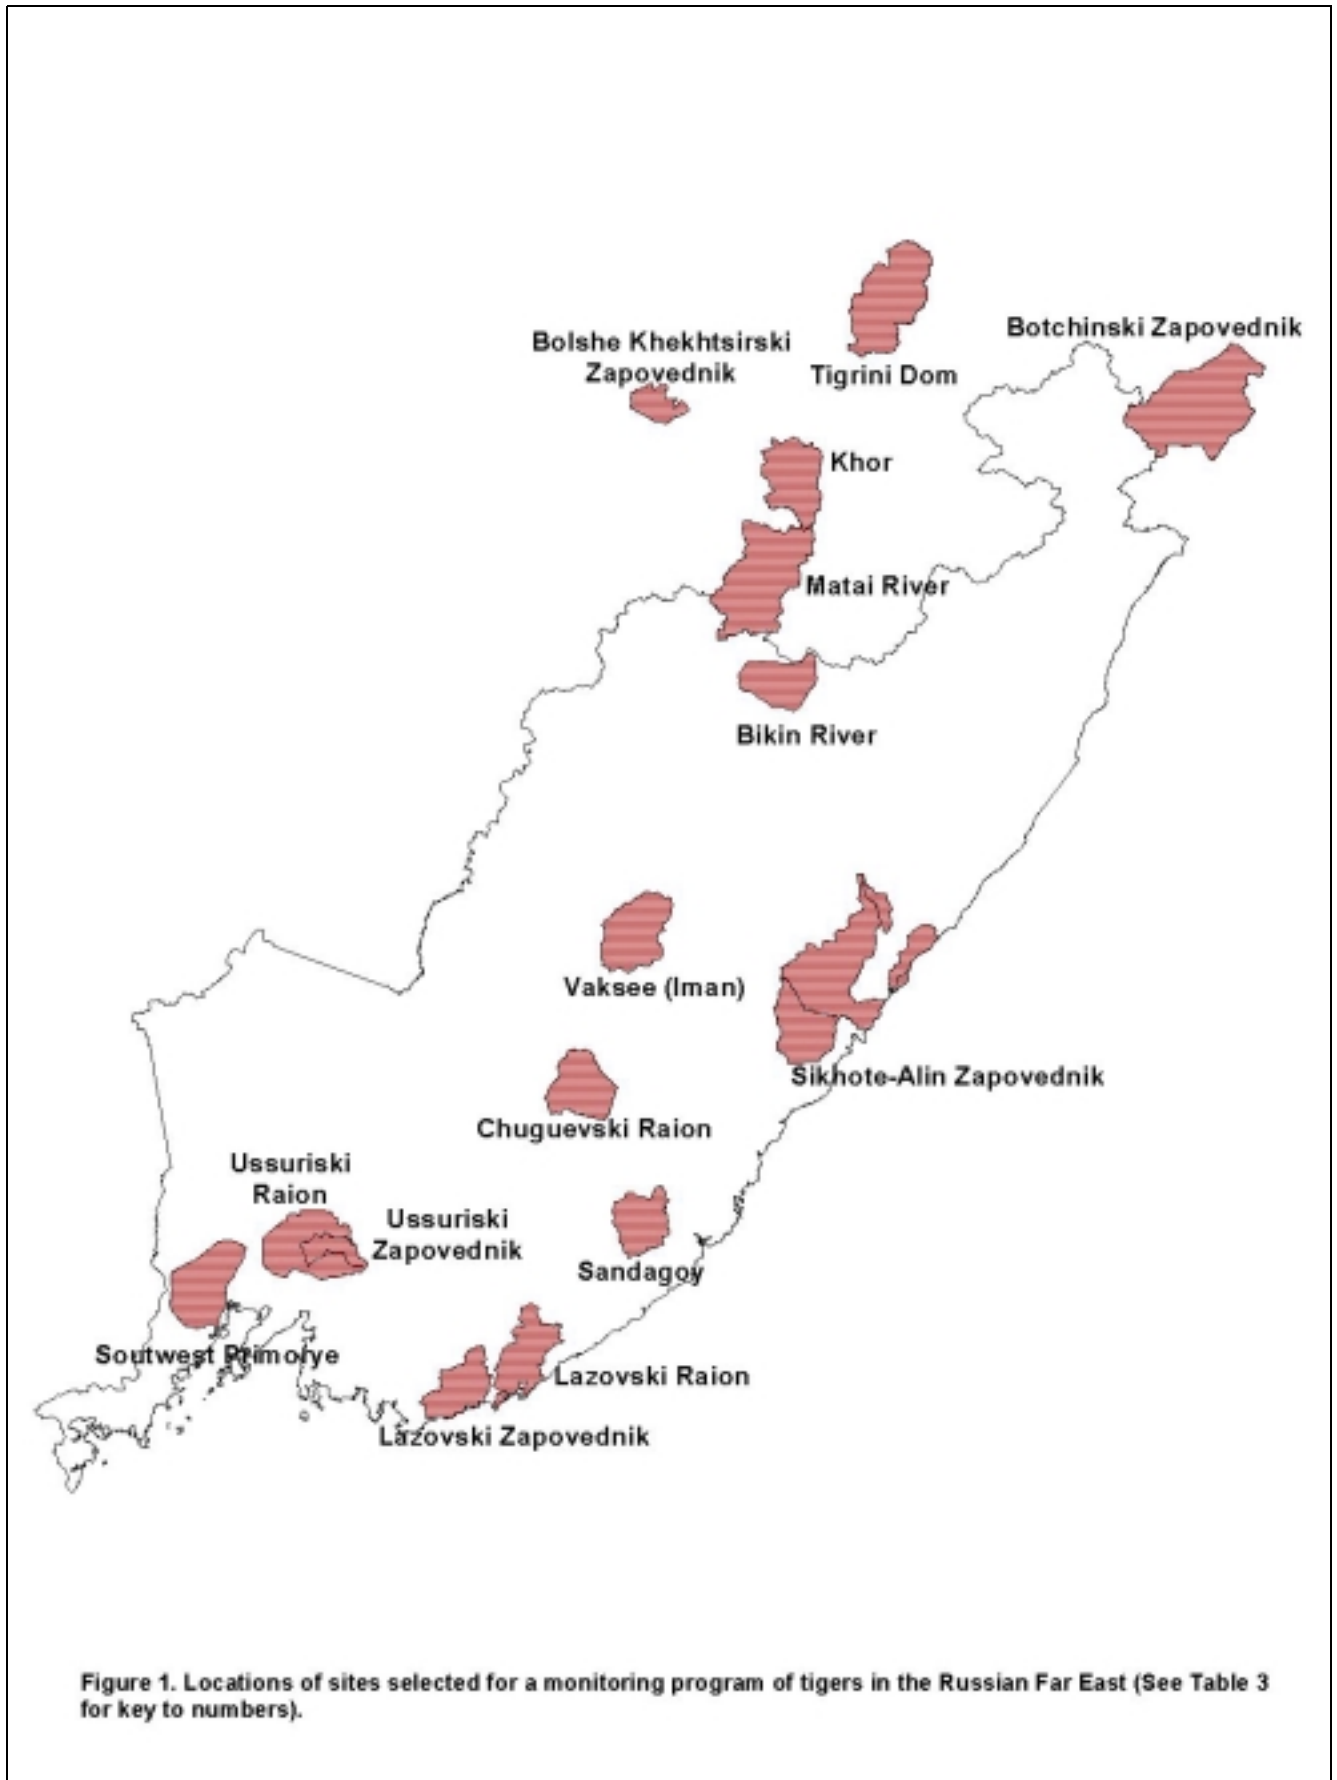 Bolshe Khekhtsirski
Zapovednik
Tigrini Dom
Botchinski Zapovednik
Khor
Matai River
Bikin River
Vaksee (Iman)
Sikhote-Alin Zapovednik
Chuguevski Raion
Ussuriski
Raion
Ussuriski
Zapovednik
Sandagoy
Soutwest Primorye
Lazovski Raion
Lazovski Zapovednik
Figure 1. Locations of sites selected for a monitoring program of tigers in the Russian Far East (See Table 3
for key to numbers).